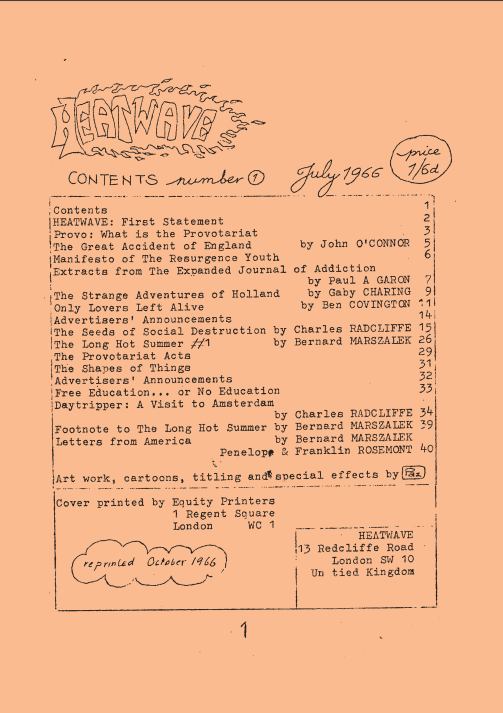 HEATWAVE
CONTENTS number 1 July 1966 price 1/6d
Contents 1
HEATWAVE: First Statement 2
Provo: What is the Provotariat 3
The Great Accident of England by John O'CONNOR 5
Manifesto of The Resurgence Youth 6
Extracts from The Expanded Journal of Addiction
by Paul A GARON 7
The Strange Adventures of Holland by Gaby CHARING 9
Only Lovers Left Alive by Ben COVINGTON 11
Advertisers' Announcements 14
The Seeds of Social Destruction by Charles RADCLIFFE 15
The Long Hot Summer #1 by Bernard MARSZALEK 26
The Provotariat Acts 29
The Shapes of Things 31
Advertisers' Announcements 32
Free Education... or No Education 33
Daytripper: A Visit to Amsterdam
by Charles RADCLIFFE 34
Footnote to The Long Hot Summer by Bernard MARSZALEK 39
Letters from America by Bernard MARSZALEK
Penelope & Franklin ROSEMONT 40
Art work, cartoons, titling and special effects by
Cover printed by Equity Printers
1 Regent Square
London WC 1
reprinted October 1966
HEATWAVE
13 Redcliffe Road
London SW 10
Un tied Kingdom
1